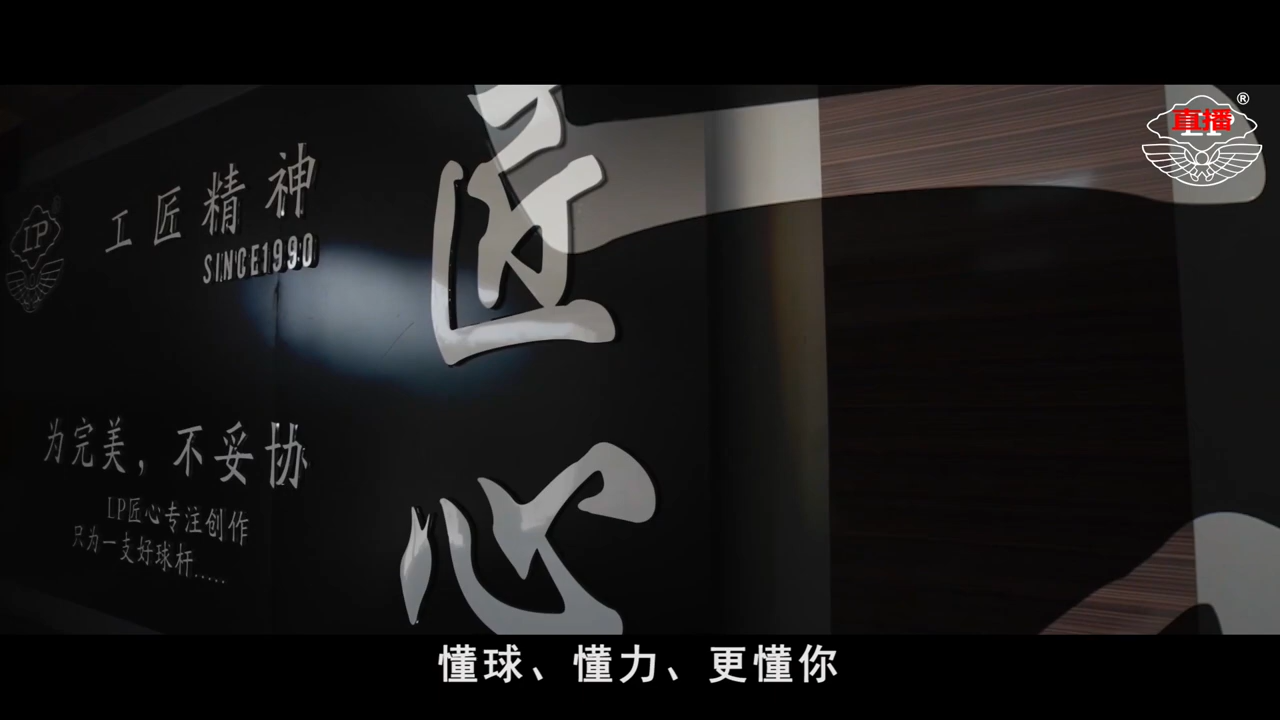 直播
®
LP
工匠精神
SINCE1990
匠心
为完美，不妥协
LP匠心专注创作
只为一支好球杆.....
懂球、懂力、更懂你